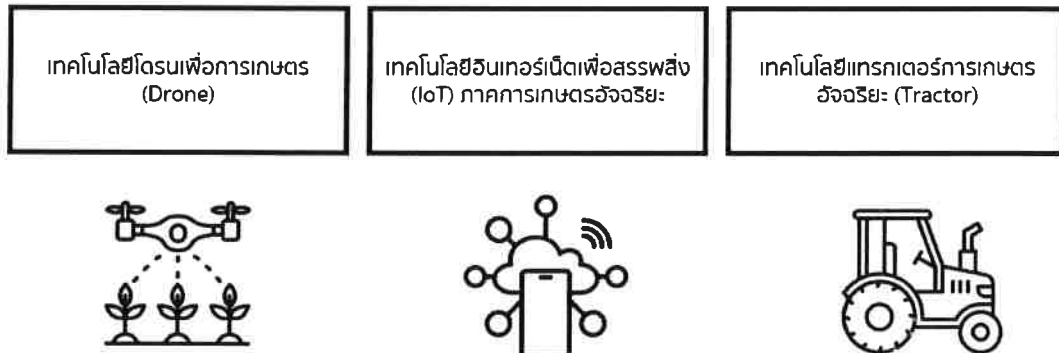 เทคโนโลยีโดรนเพื่อการเกษตร
(Drone)
เทคโนโลยีอินเทอร์เน็ตเพื่อสรรพสิ่ง
(IoT) ภาคการเกษตรอัจฉริยะ
เทคโนโลยีแทรกเตอร์การเกษตร
อัจฉริยะ (Tractor)